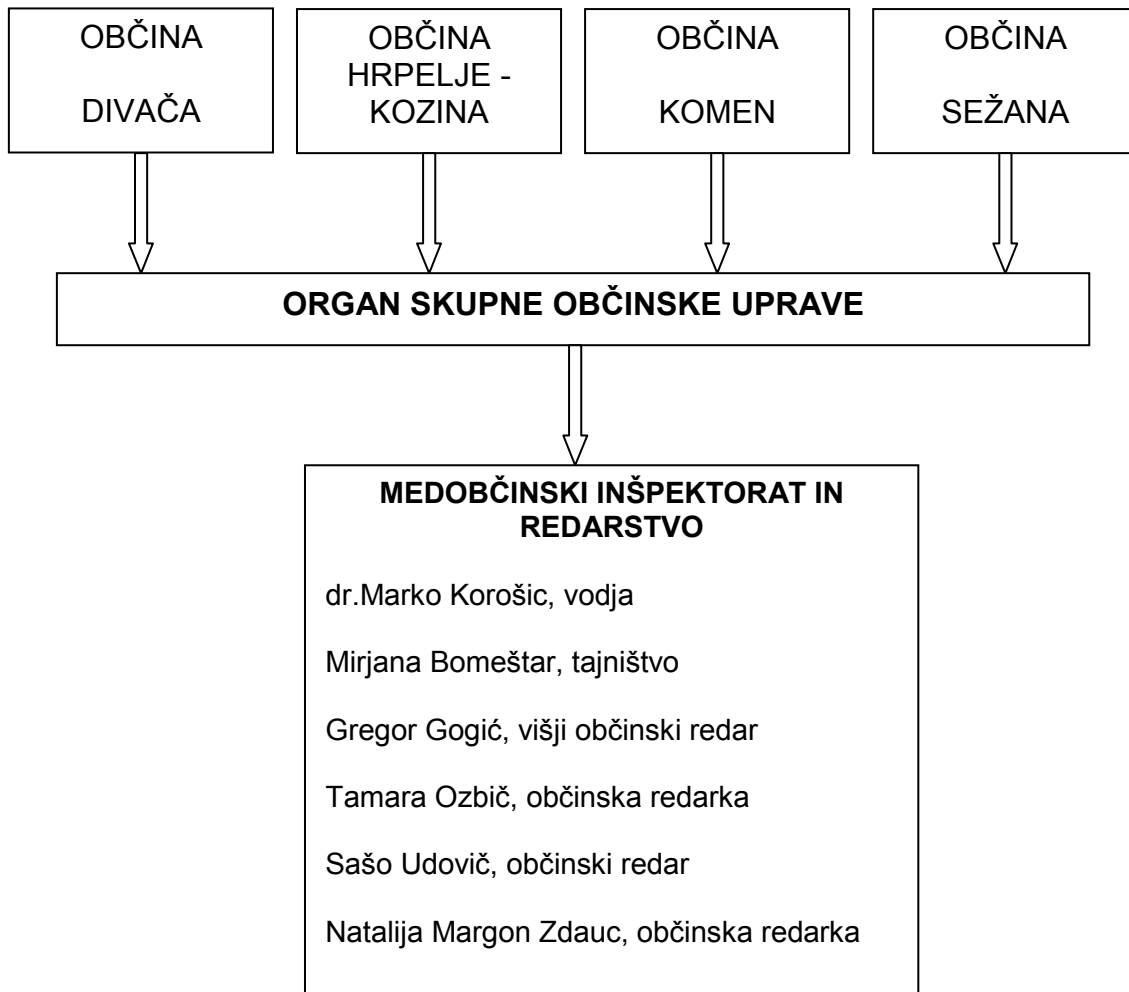 OBČINA
DIVAČA
OBČINA
HRPELJE -
KOZINA
OBČINA
KOMEN
OBČINA
SEŽANA
ORGAN SKUPNE OBČINSKE UPRAVE
MEDOBČINSKI INŠPEKTORAT IN
REDARSTVO
dr.Marko Korošic, vodja
Mirjana Bomeštar, tajništvo
Gregor Gogić, višji občinski redar
Tamara Ozbič, občinska redarka
Sašo Udovič, občinski redar
Natalija Margon Zdauc, občinska redarka